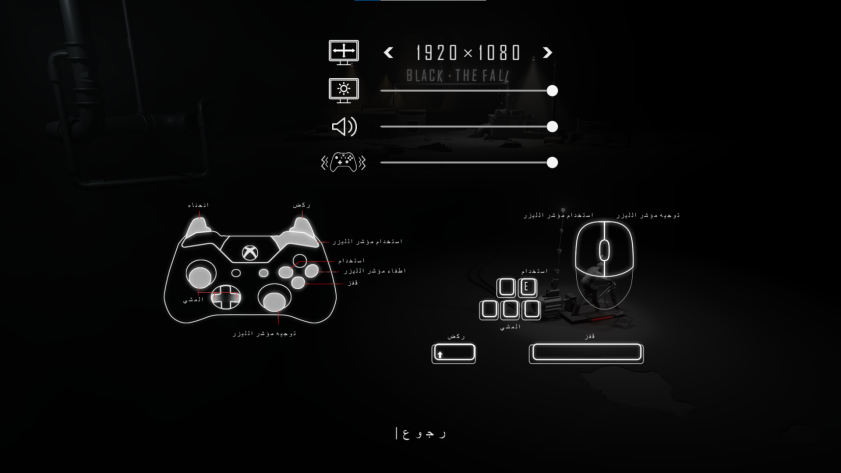 1920×1080
BLACK · THE FALL
انحناء
ركض
استخدام مؤشر الليزر
استخدام
اطفاء مؤشر الليزر
قفز
المشي
توجيه مؤشر الليزر
استخدام مؤشر الليزر
توجيه مؤشر الليزر
استخدام
E
المشي
ركض
قفز
رجوع|